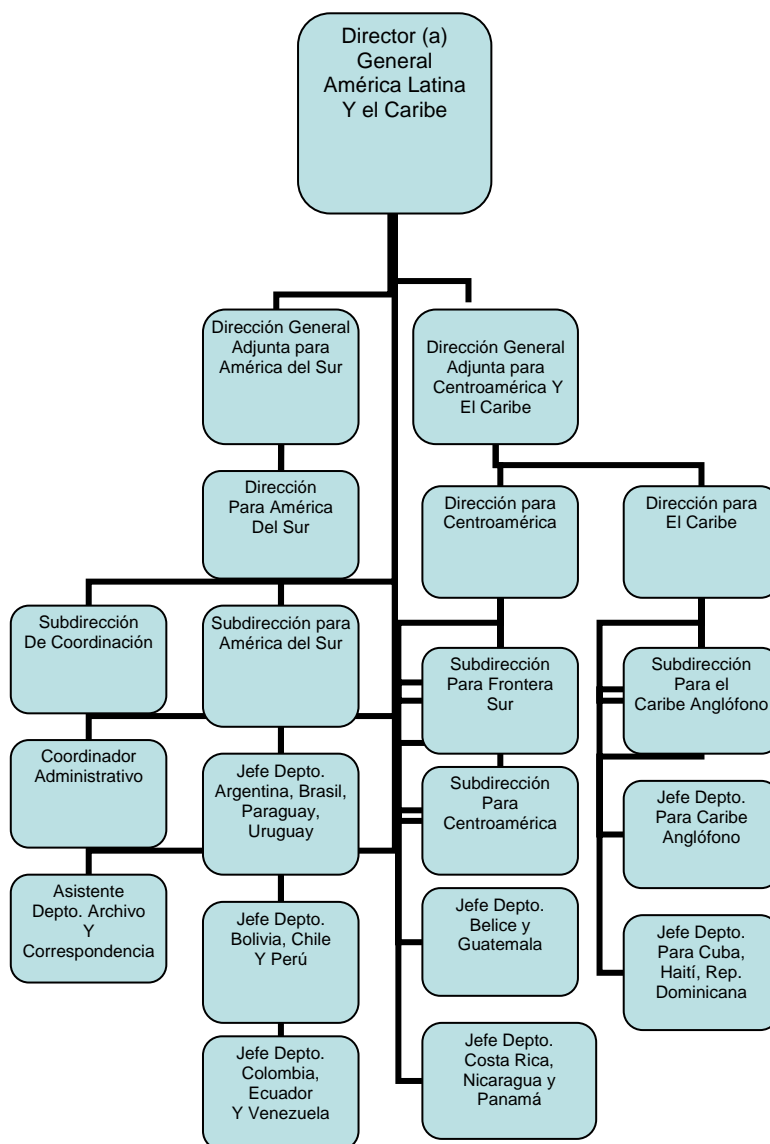 Director (a)
General
América Latina
Y el Caribe
Dirección General
Adjunta para
América del Sur
Dirección General
Adjunta para
Centroamérica Y
El Caribe
Dirección
Para América
Del Sur
Dirección para
Centroamérica
Dirección para
El Caribe
Subdirección
De Coordinación
Subdirección para
América del Sur
Subdirección
Para Frontera
Sur
Subdirección
Para el
Caribe Anglófono
Coordinador
Administrativo
Jefe Depto.
Argentina, Brasil,
Paraguay,
Uruguay
Subdirección
Para
Centroamérica
Jefe Depto.
Para Caribe
Anglófono
Asistente
Depto. Archivo
Y
Correspondencia
Jefe Depto.
Bolivia, Chile
Y Perú
Jefe Depto.
Belice y
Guatemala
Jefe Depto.
Para Cuba,
Haití, Rep.
Dominicana
Jefe Depto.
Colombia,
Ecuador
Y Venezuela
Jefe Depto.
Costa Rica,
Nicaragua y
Panamá